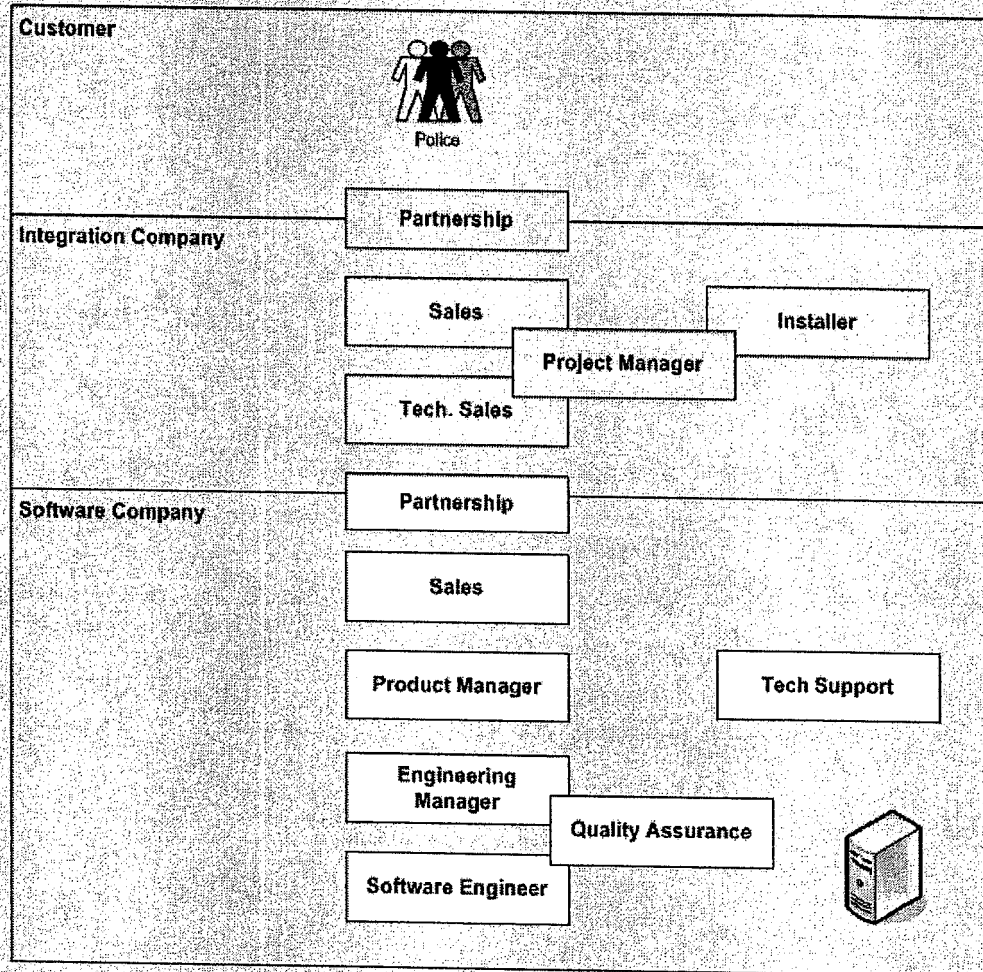 Customer
Police
Partnership
Integration Company
Sales
Installer
Project Manager
Tech. Sales
Partnership
Software Company
Sales
Product Manager
Tech Support
Engineering
Manager
Quality Assurance
Software Engineer